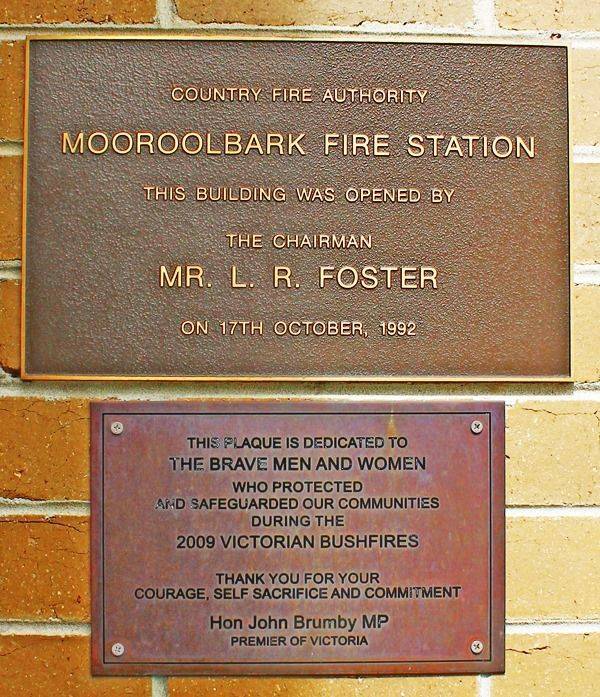 COUNTRY FIRE AUTHORITY
MOOROOLBARK FIRE STATION
THIS BUILDING WAS OPENED BY
THE CHAIRMAN
MR. L. R. FOSTER
ON 17TH OCTOBER, 1992
THIS PLAQUE IS DEDICATED TO
THE BRAVE MEN AND WOMEN
WHO PROTECTED
AND SAFEGUARDED OUR COMMUNITIES
DURING THE
2009 VICTORIAN BUSHFIRES
THANK YOU FOR YOUR
COURAGE, SELF SACRIFICE AND COMMITMENT
Hon John Brumby MP
PREMIER OF VICTORIA